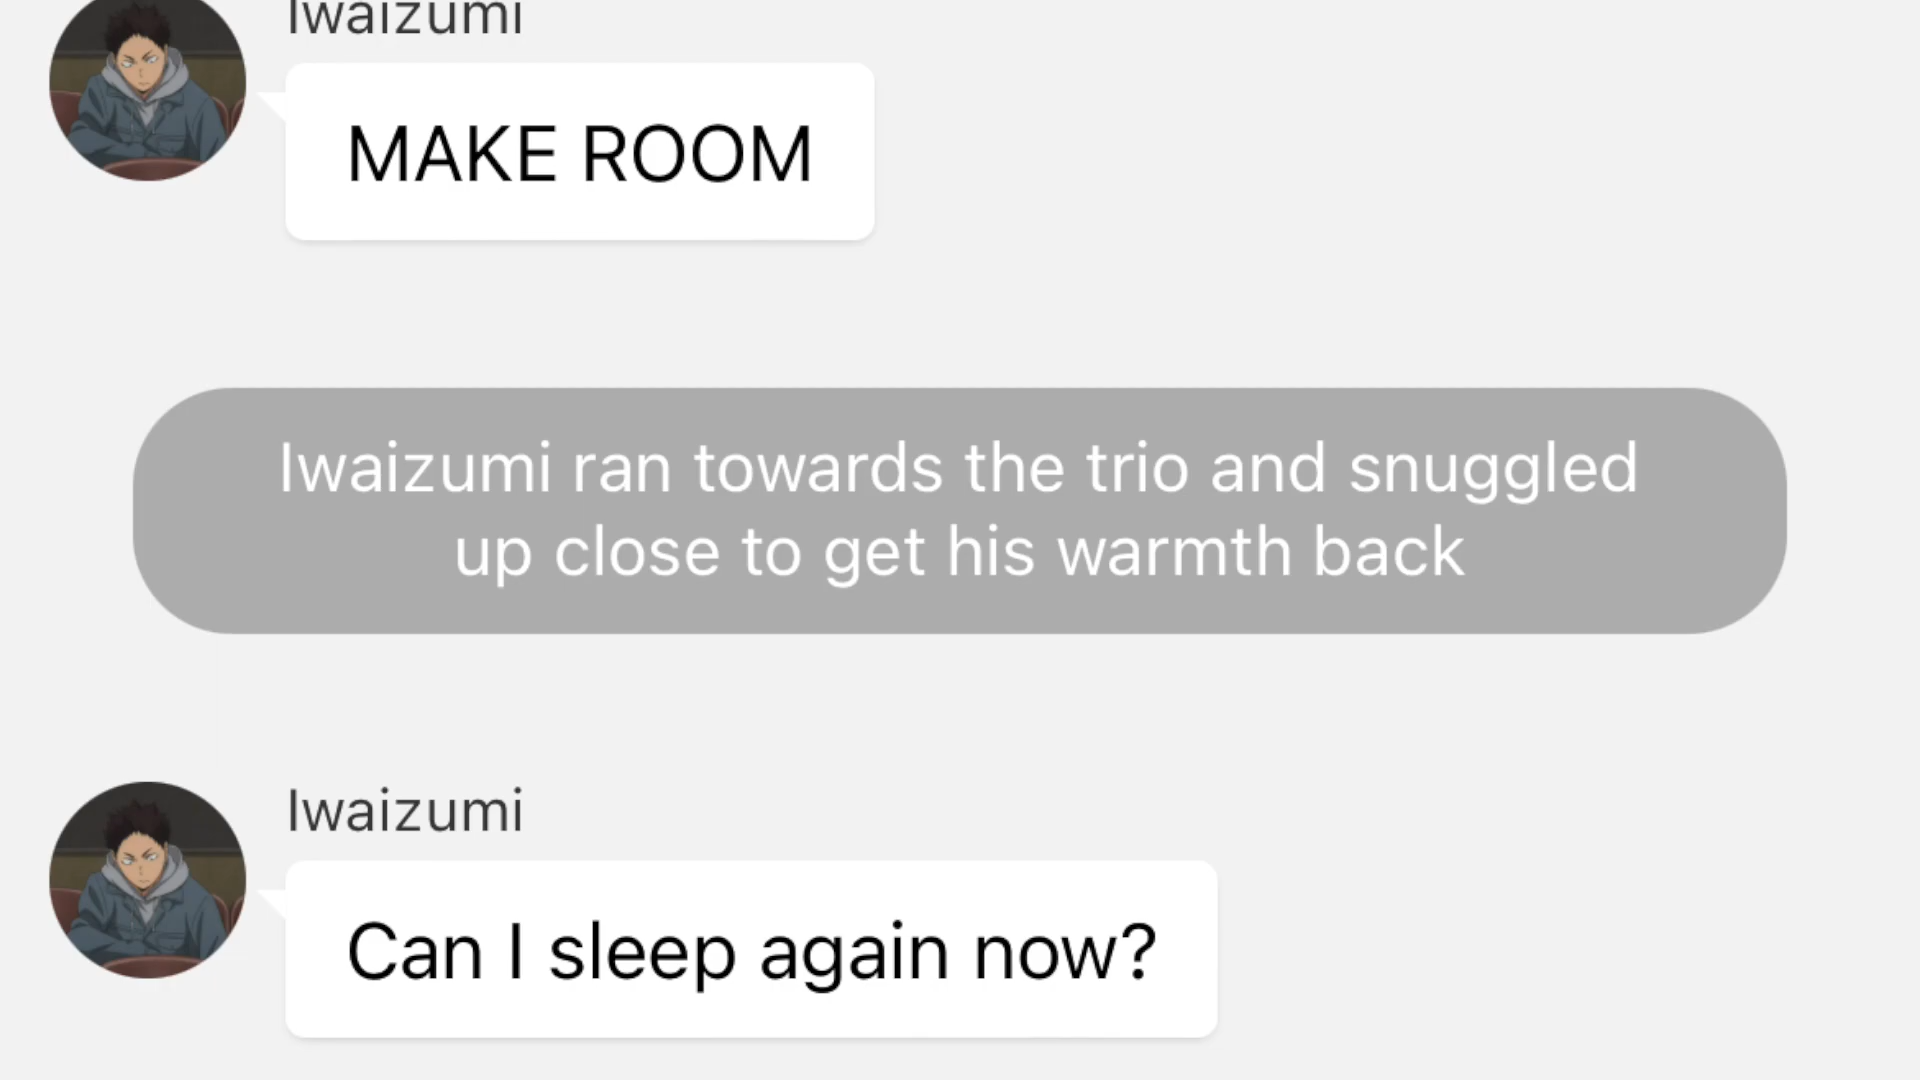 Iwaizumi
MAKE ROOM
Iwaizumi ran towards the trio and snuggled
up close to get his warmth back
Iwaizumi
Can I sleep again now?